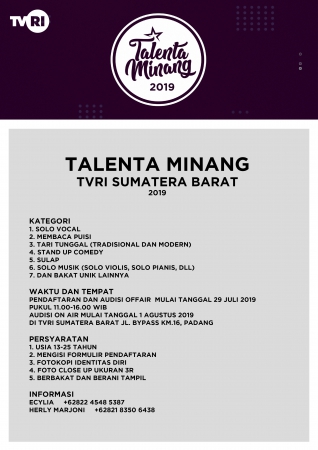 TVRI
Talenta
Minang
2019
TALENTA MINANG
TVRI SUMATERA BARAT
2019
KATEGORI
1. SOLO VOCAL
2. MEMBACA PUISI
3. TARI TUNGGAL (TRADISIONAL DAN MODERN)
4. STAND UP COMEDY
5. SULAP
6. SOLO MUSIK (SOLO VIOLIS, SOLO PIANIS, DLL)
7. DAN BAKAT UNIK LAINNYA
WAKTU DAN TEMPAT
PENDAFTARAN DAN AUDISI OFFAIR MULAI TANGGAL 29 JULI 2019
PUKUL 11.00-16.00 WIB
AUDISI ON AIR MULAI TANGGAL 1 AGUSTUS 2019
DI TVRI SUMATERA BARAT JL. BYPASS KM.16, PADANG
PERSYARATAN
1. USIA 13-25 TAHUN
2. MENGISI FORMULIR PENDAFTARAN
3. FOTOKOPI IDENTITAS DIRI
4. FOTO CLOSE UP UKURAN 3R
5. BERBAKAT DAN BERANI TAMPIL
INFORMASI
ECYLIA +62822 4548 5387
HERLY MARJONI +62821 8350 6438